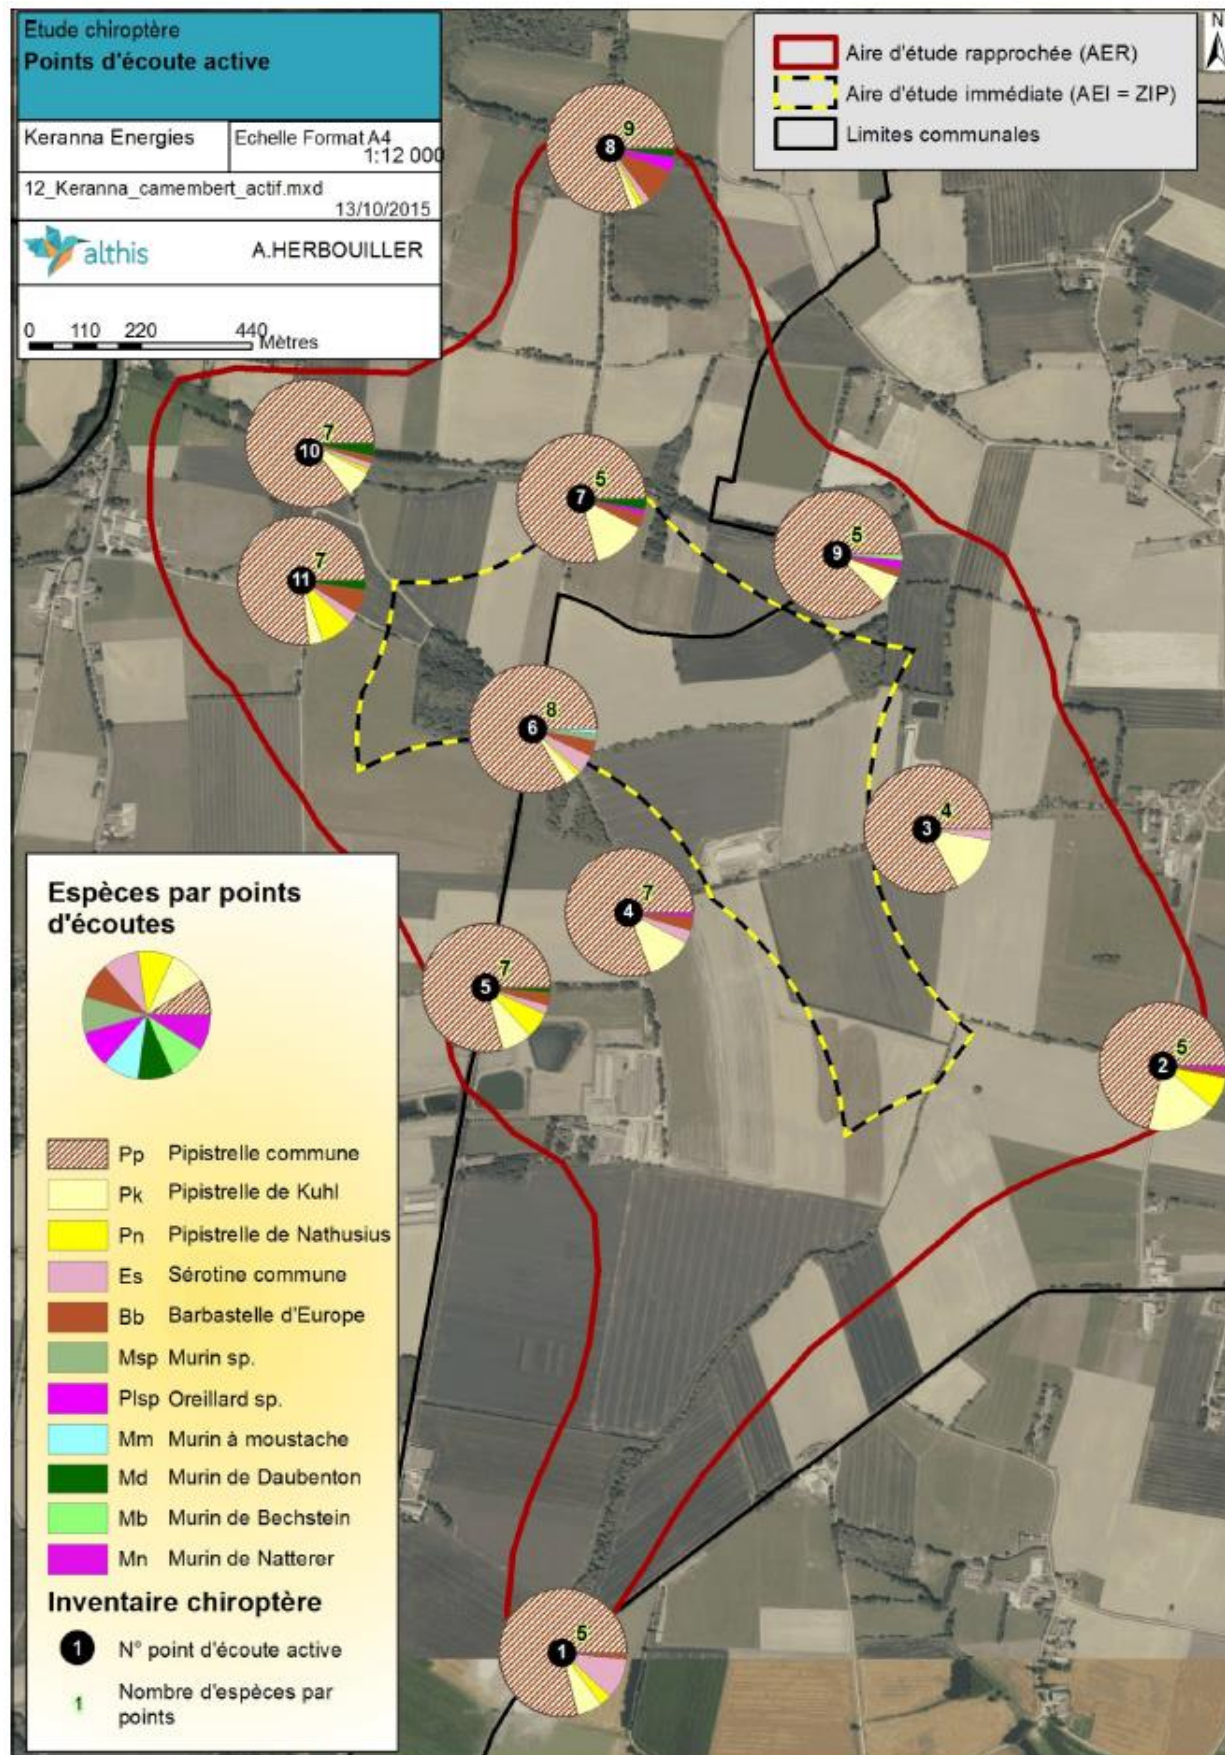 Etude chiroptère
Points d'écoute active
Keranna Energies
Echelle Format A4
1:12 000
12_Keranna_camembert_actif.mxd
13/10/2015
althis
A.HERBOUILLER
0 110 220 440 Mètres
Aire d'étude rapprochée (AER)
Aire d'étude immédiate (AEI = ZIP)
Limites communales
N
9
8
7
10
5
7
5
9
7
11
8
6
4
3
7
4
7
5
5
2
5
1
Espèces par points
d'écoutes
Pp Pipistrelle commune
Pk Pipistrelle de Kuhl
Pn Pipistrelle de Nathusius
Es Sérotine commune
Bb Barbastelle d'Europe
Msp Murin sp.
Plsp Oreillard sp.
Mm Murin à moustache
Md Murin de Daubenton
Mb Murin de Bechstein
Mn Murin de Natterer
Inventaire chiroptère
1 N° point d'écoute active
1 Nombre d'espèces par
points